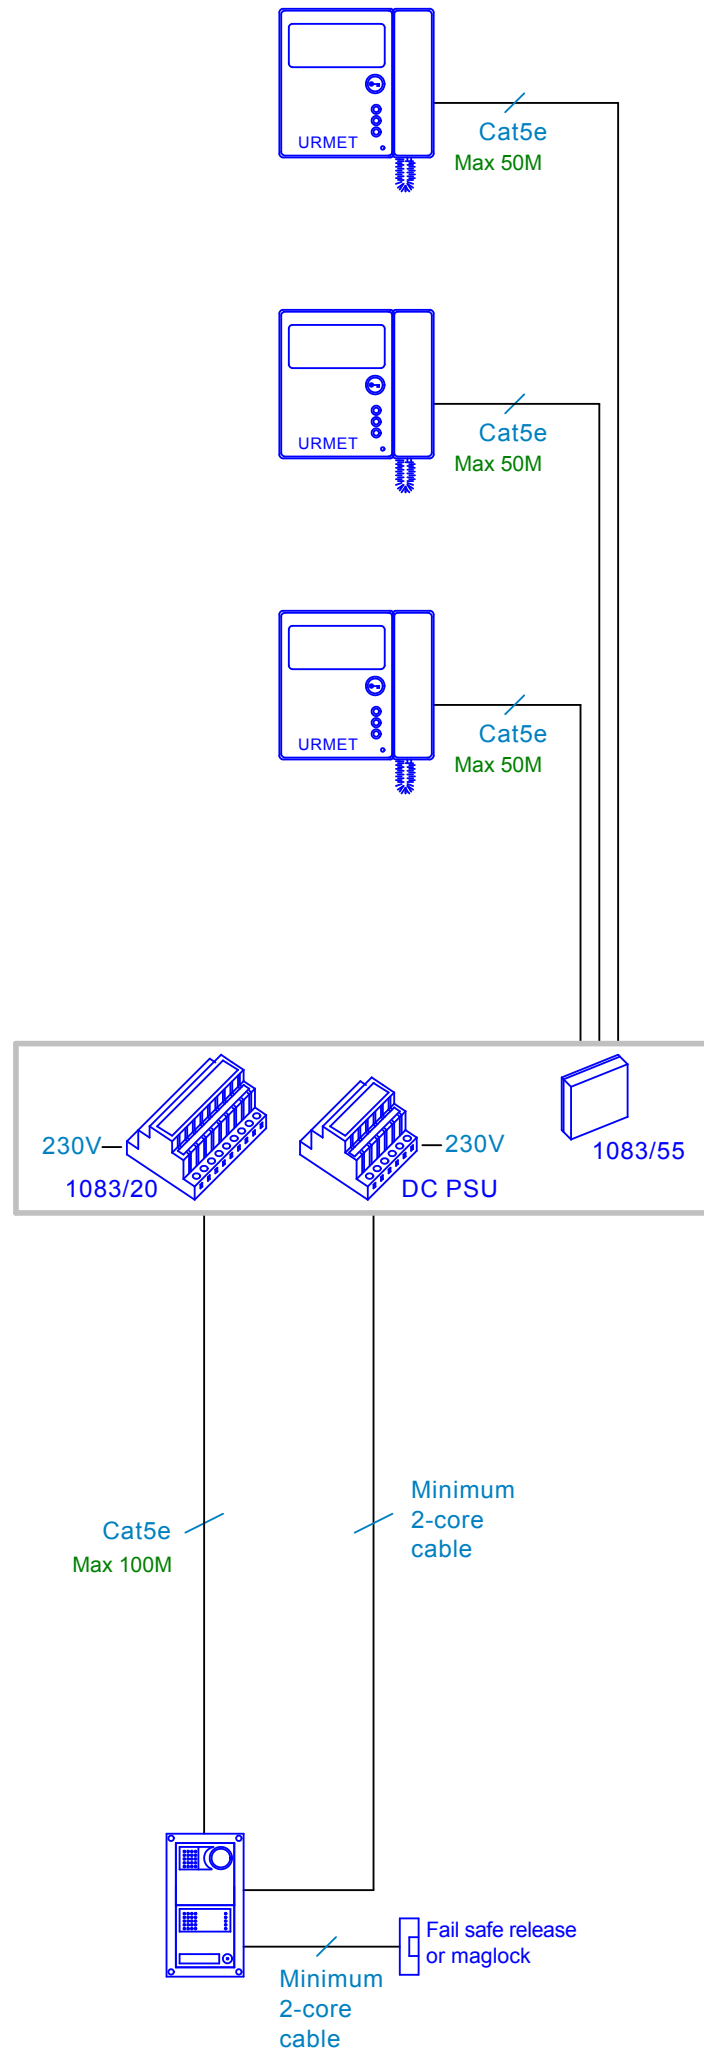 URMET
Cat5e
Max 50M
URMET
Cat5e
Max 50M
URMET
Cat5e
Max 50M
230V
1083/20
230V
DC PSU
1083/55
Cat5e
Max 100M
Minimum
2-core
cable
Fail safe release
or maglock
Minimum
2-core
cable